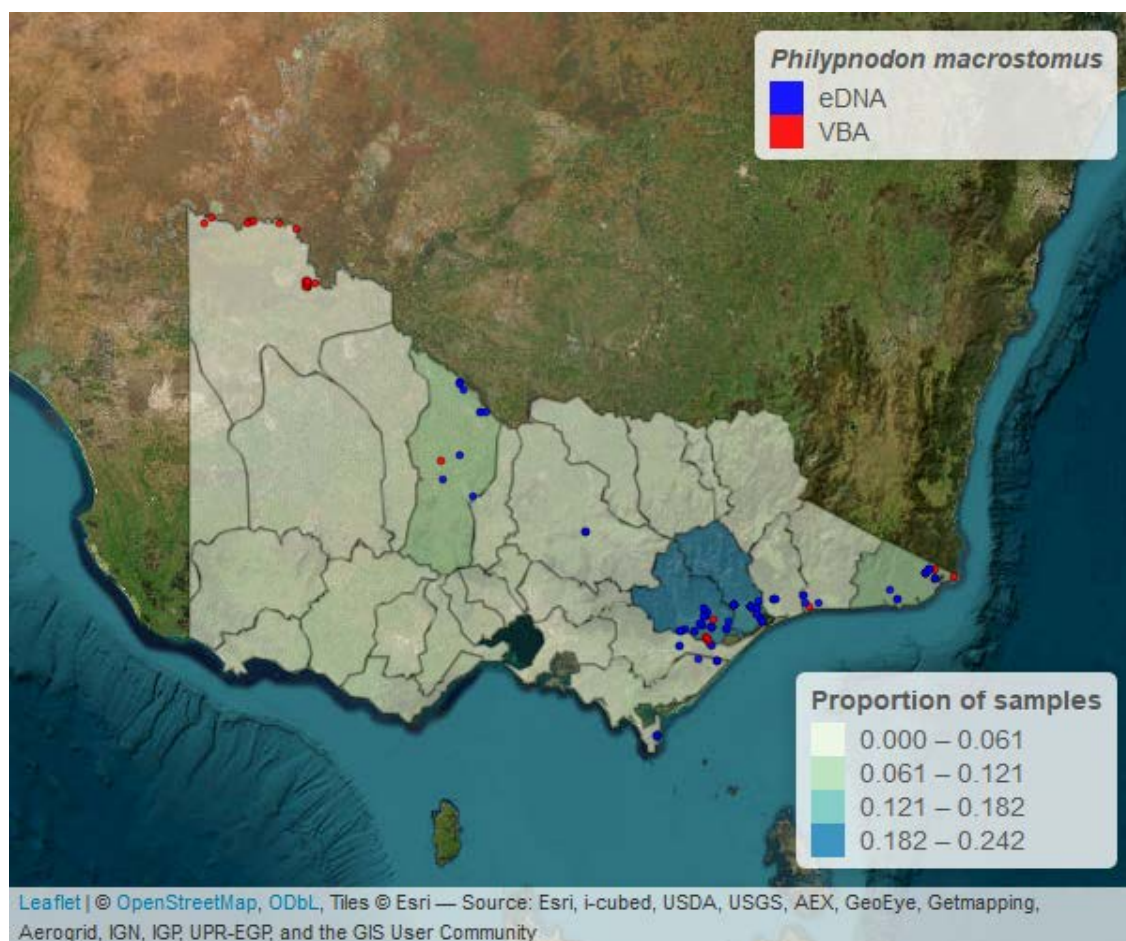 Philypnodon macrostomus
eDNA
VBA
Proportion of samples
0.000 – 0.061
0.061 – 0.121
0.121 – 0.182
0.182 – 0.242
Leaflet | © OpenStreetMap, ODbL, Tiles © Esri — Source: Esri, i-cubed, USDA, USGS, AEX, GeoEye, Getmapping,
Aerogrid, IGN, IGP, UPR-EGP, and the GIS User Community